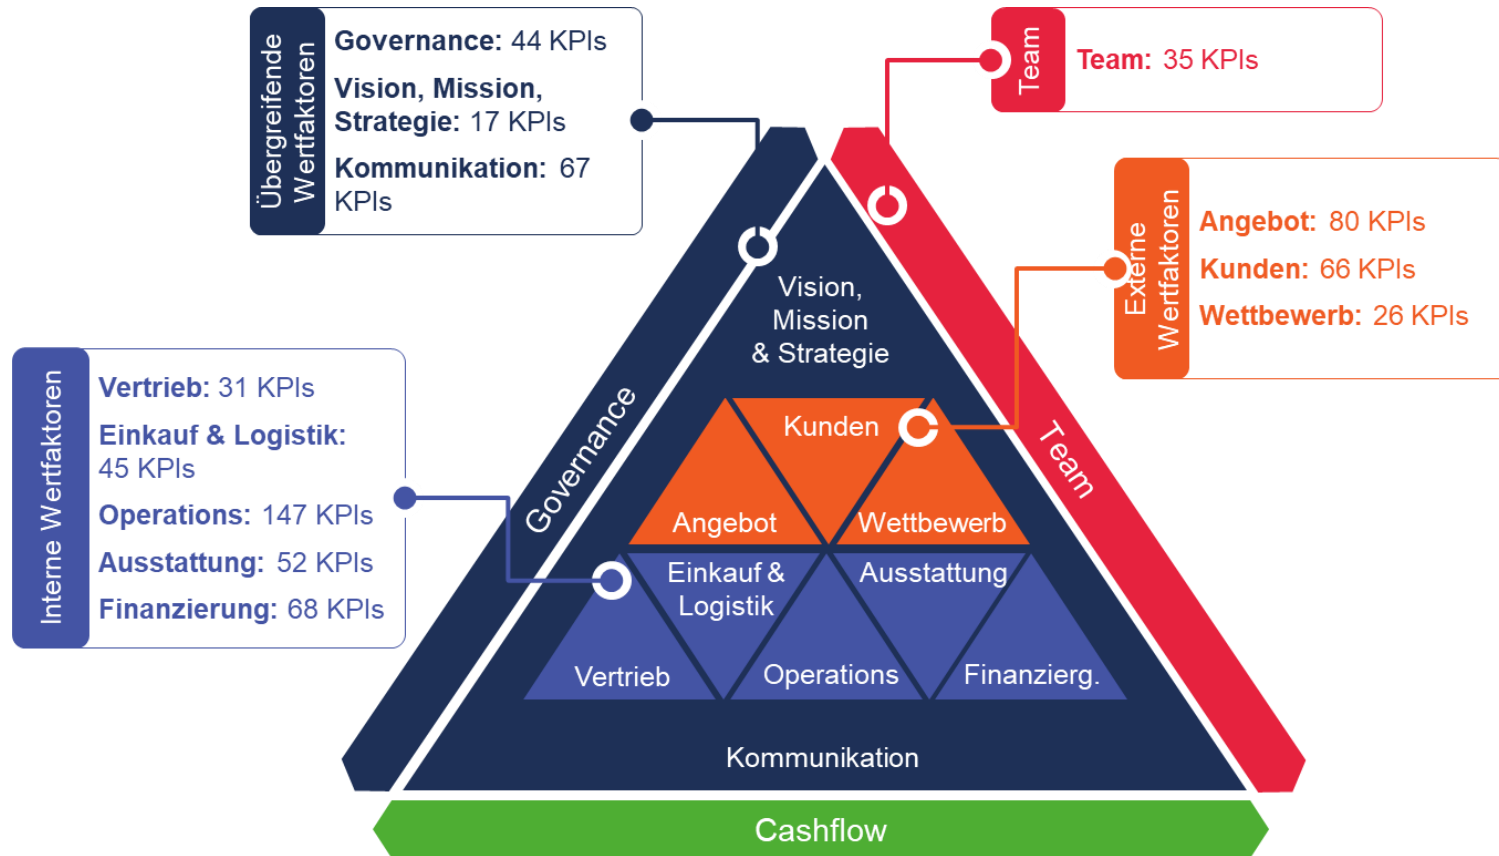 Übergreifende
Wertfaktoren
Governance: 44 KPIs
Vision, Mission,
Strategie: 17 KPIs
Kommunikation: 67
KPIs
Team
Team: 35 KPIs
Externe
Wertfaktoren
Angebot: 80 KPIs
Kunden: 66 KPIs
Wettbewerb: 26 KPIs
Interne Wertfaktoren
Vertrieb: 31 KPIs
Einkauf & Logistik:
45 KPIs
Operations: 147 KPIs
Ausstattung: 52 KPIs
Finanzierung: 68 KPIs
Governance
Team
Vision,
Mission
& Strategie
Kunden
Angebot
Wettbewerb
Einkauf &
Logistik
Ausstattung
Vertrieb
Operations
Finanzierg.
Kommunikation
Cashflow